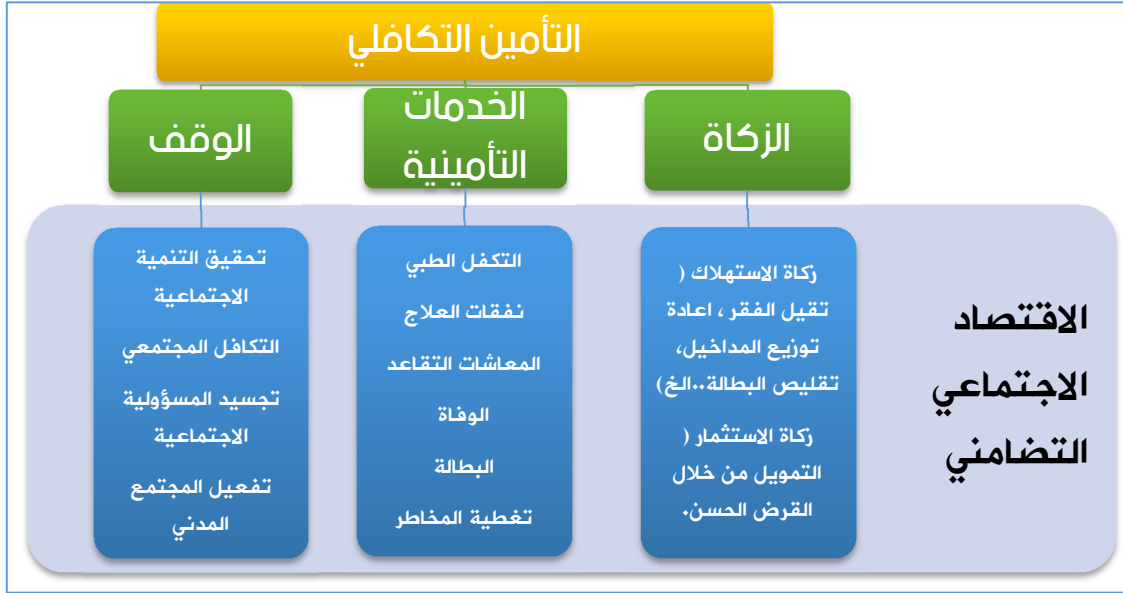 التأمين التكافلي
الزكاة
الخدمات
التأمينية
الوقف
الاقتصاد
الاجتماعي
التضامني
زكاة الاستهلاك (
تقيل الفقر ، اعادة
توزيع المداخيل،
تقليص البطالة..الخ)
زكاة الاستثمار (
التمويل من خلال
القرض الحسن.
التكفل الطبي
نفقات العلاج
المعاشات التقاعد
الوفاة
البطالة
تغطية المخاطر
تحقيق التنمية
الاجتماعية
التكافل المجتمعي
تجسيد المسؤولية
الاجتماعية
تفعيل المجتمع
المدني